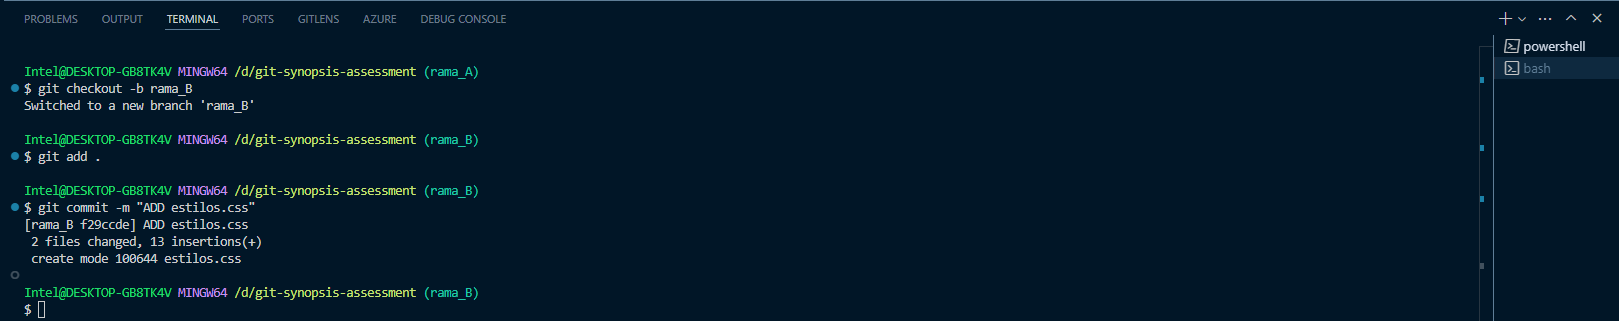 PROBLEMS OUTPUT TERMINAL PORTS GITLENS AZURE DEBUG CONSOLE
powershell
bash
Intel@DESKTOP-GB8TK4V MINGW64 /d/git-synopsis-assessment (rama_A)
$ git checkout -b rama_B
Switched to a new branch 'rama_B'
Intel@DESKTOP-GB8TK4V MINGW64 /d/git-synopsis-assessment (rama_B)
$ git add .
Intel@DESKTOP-GB8TK4V MINGW64 /d/git-synopsis-assessment (rama_B)
$ git commit -m "ADD estilos.css"
[rama_B f29ccde] ADD estilos.css
2 files changed, 13 insertions(+)
create mode 100644 estilos.css
Intel@DESKTOP-GB8TK4V MINGW64 /d/git-synopsis-assessment (rama_B)
$